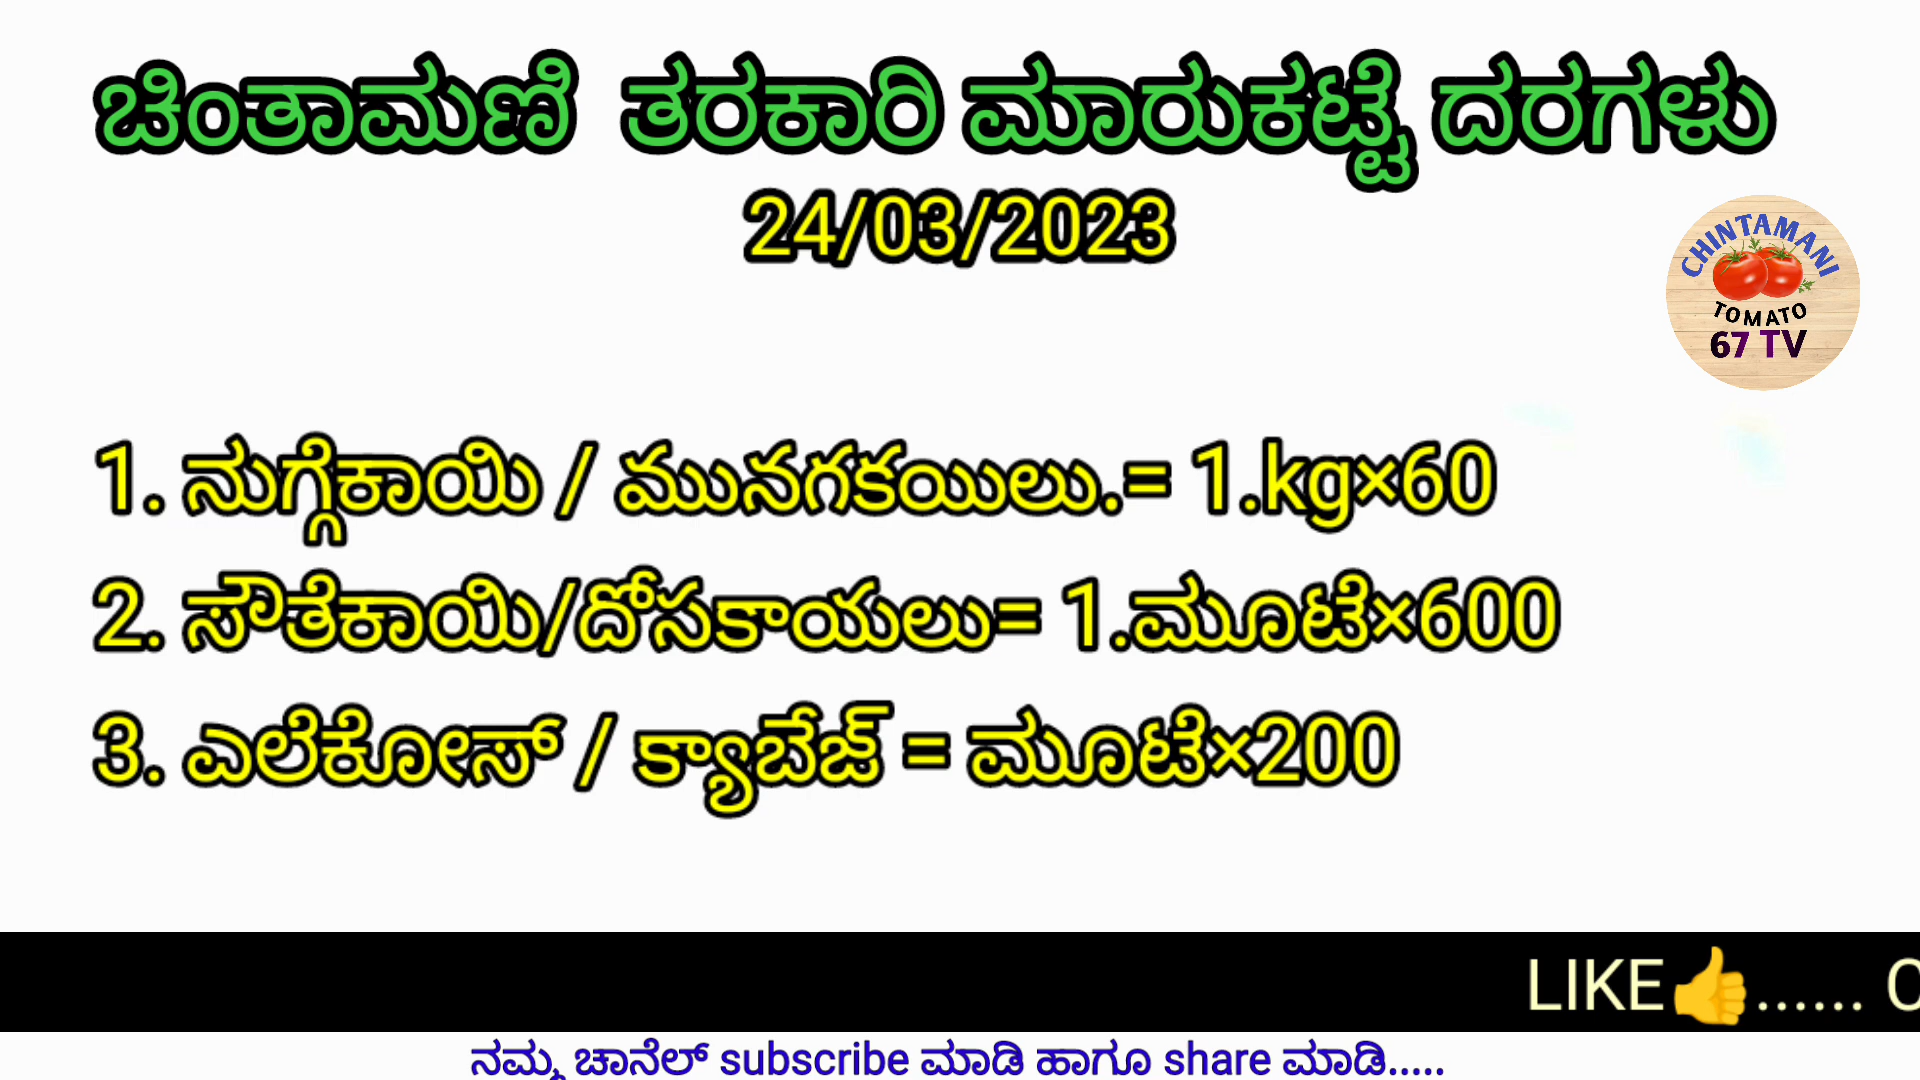 ಚಿಂತಾಮಣಿ ತರಕಾರಿ ಮಾರುಕಟ್ಟೆ ದರಗಳು
24/03/2023
CHINTAMANI
TOMATO
67 TV
1. ನುಗ್ಗೆಕಾಯಿ / ಮುನಗಕಯಿಲು.= 1.kg×60
2. ಸೌತೆಕಾಯಿ/ದೋಸಕಾಯಲು= 1.ಮೂಟೆ×600
3. ಎಲೆಕೋಸ್ / ಕ್ಯಾಬೇಜ್ = ಮೂಟೆ×200
LIKE👍...... C
ನಮ್ಮ ಚಾನೆಲ್ subscribe ಮಾಡಿ ಹಾಗೂ share ಮಾಡಿ.....